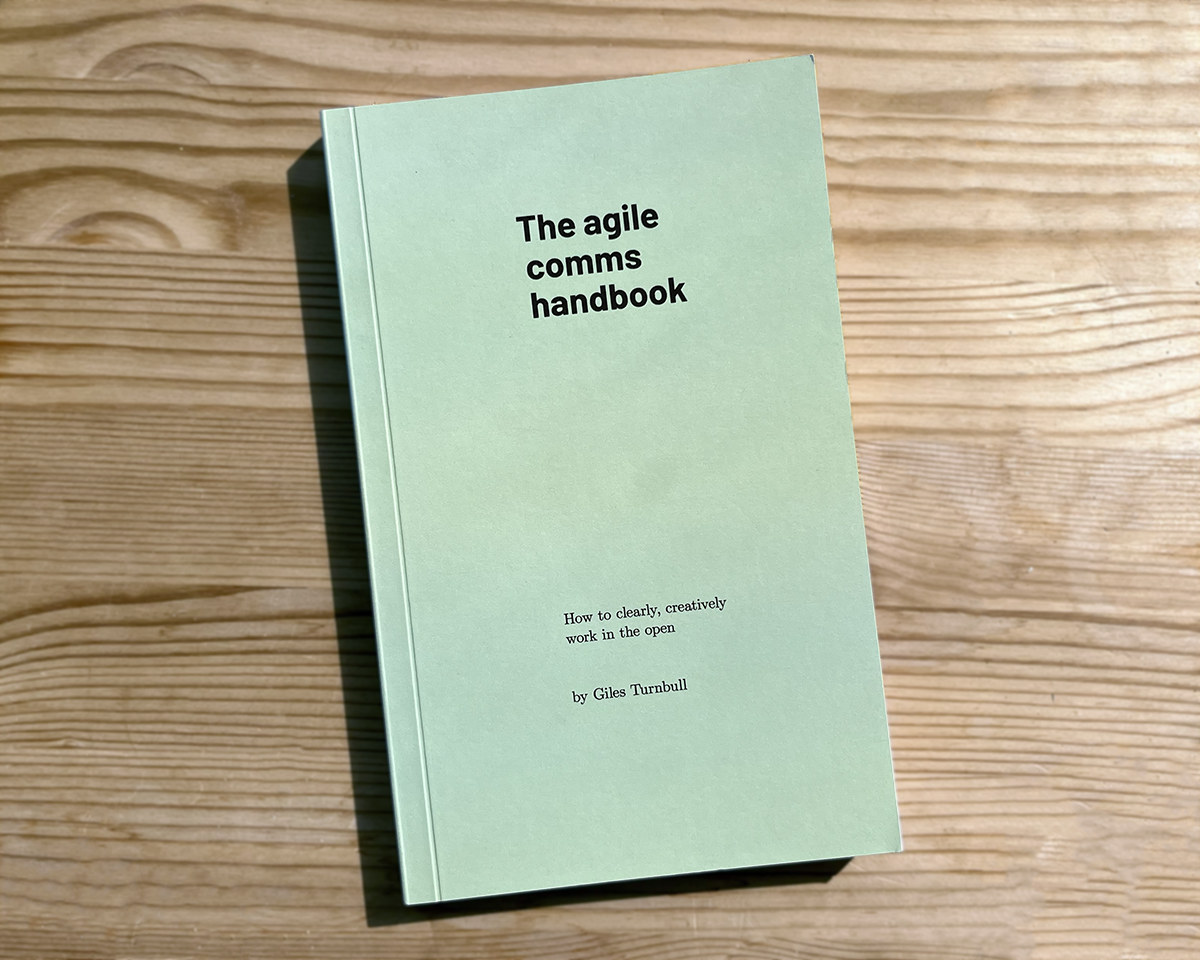 The agile
comms
handbook
How to clearly, creatively
work in the open
by Giles Turnbull